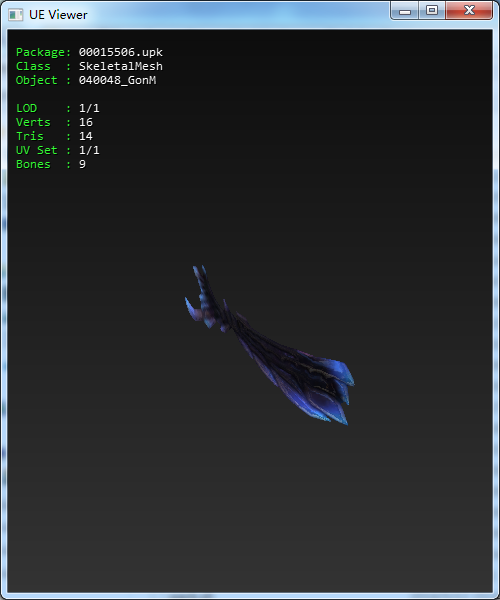 UE Viewer
Package: 00015506.upk
Class : SkeletalMesh
Object : 040048_GonM
LOD : 1/1
Verts : 16
Tris : 14
UV Set : 1/1
Bones : 9